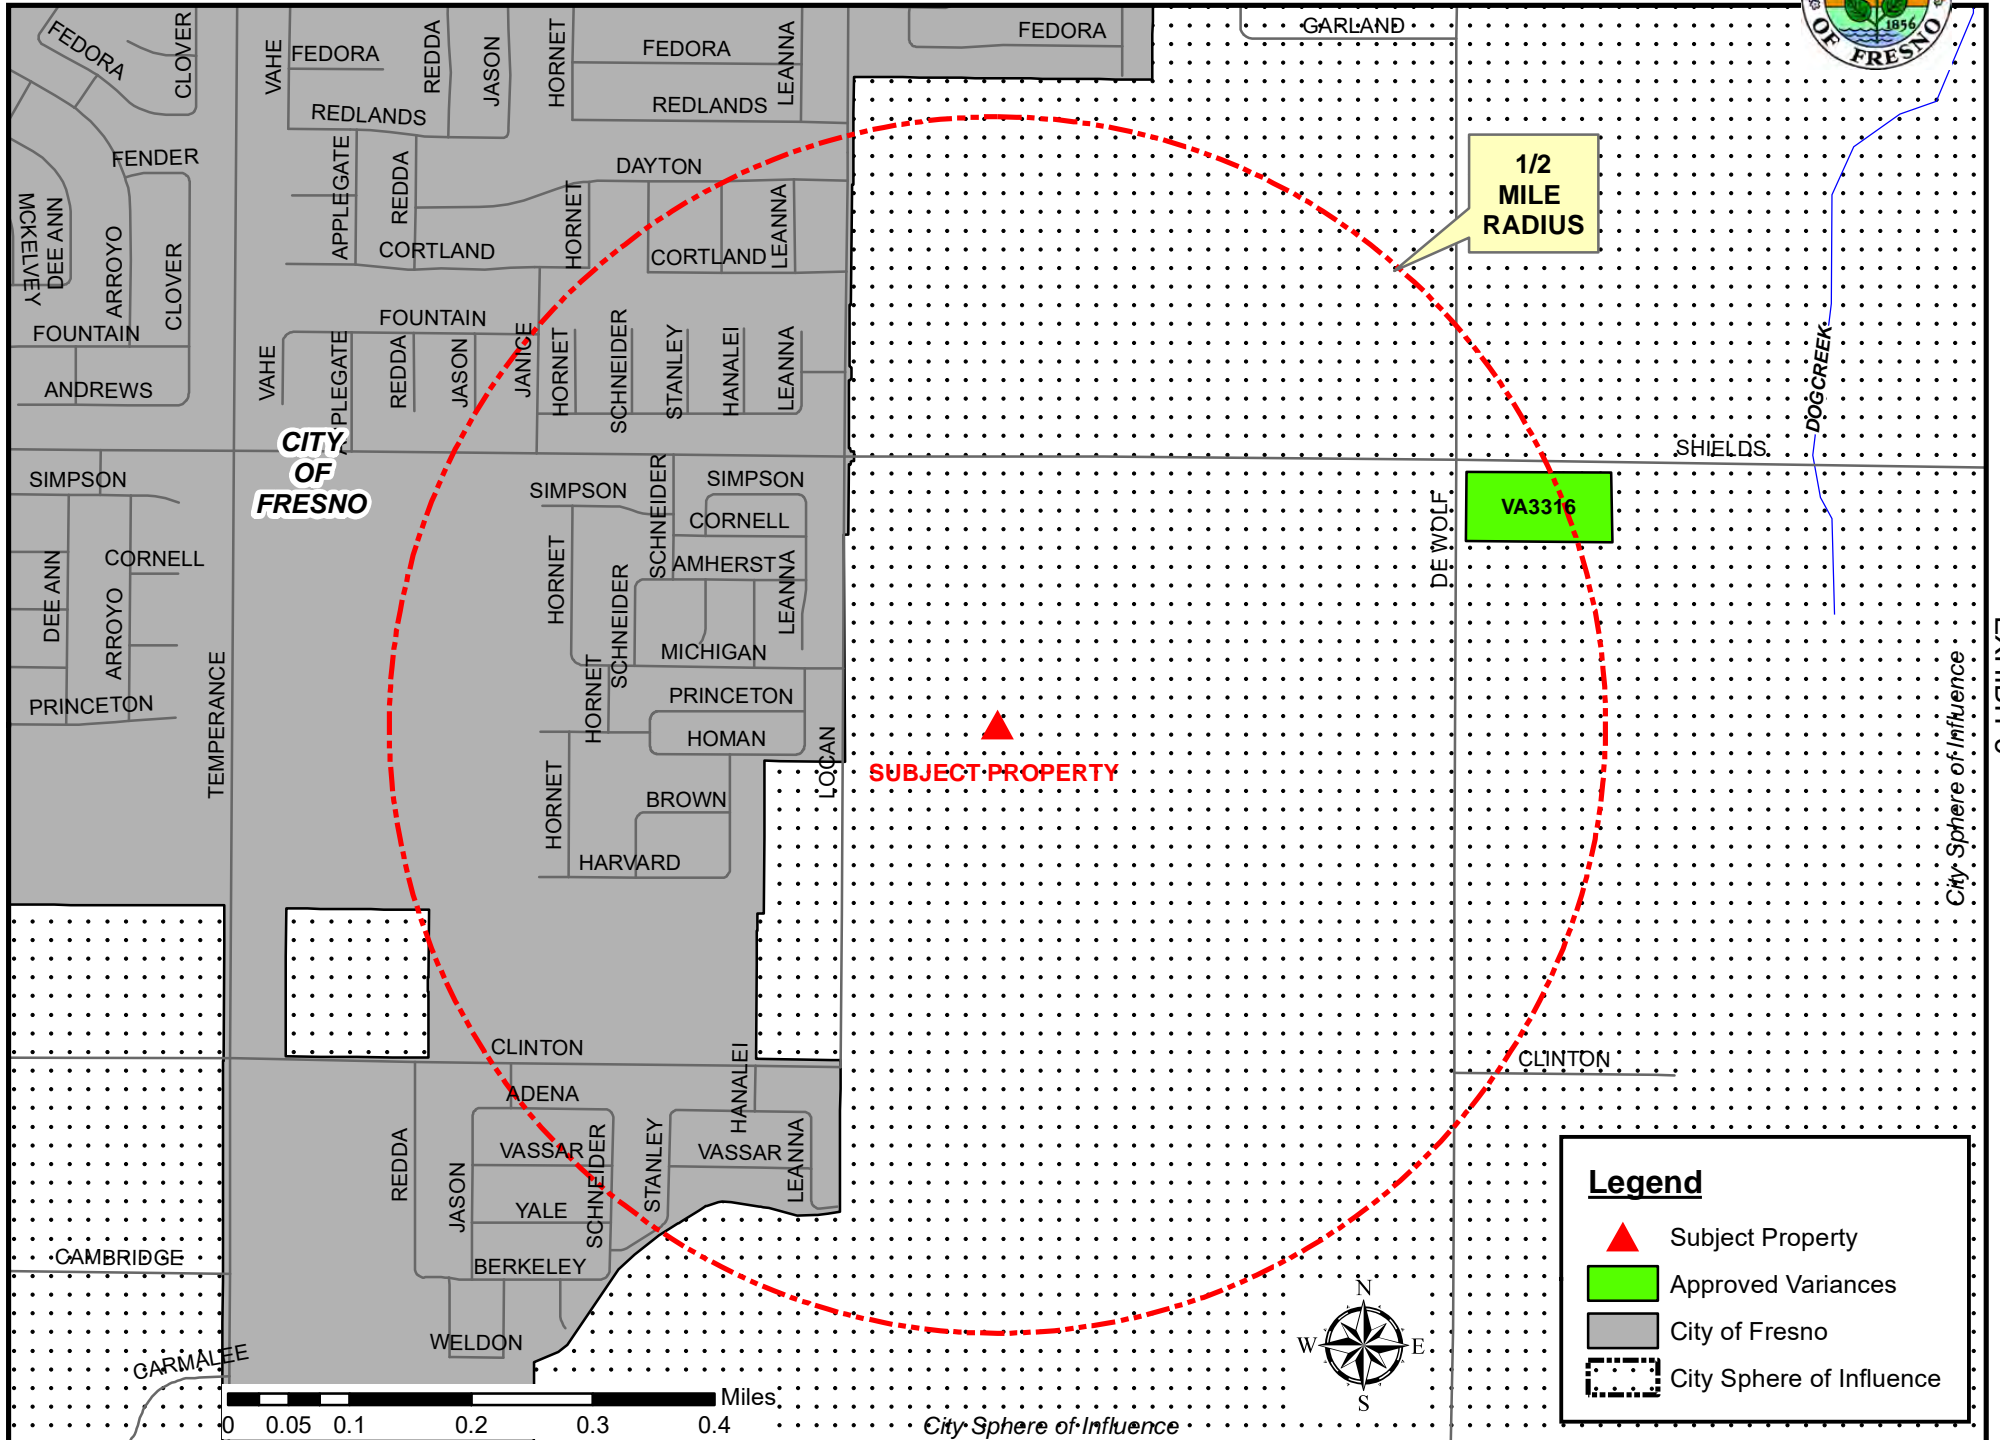 FEDORA
CLOVER
VAHE
FEDORA
REDDA
JASON
HORNET
FEDORA
LEANNA
FEDORA
GARLAND
1856
OF FRESNO
REDLANDS
REDLANDS
FENDER
APPLEGATE
REDDA
DAYTON
HORNET
LEANNA
1/2
MILE
RADIUS
MCKELVEY
DEE ANN
ARROYO
CLOVER
CORTLAND
CORTLAND
FOUNTAIN
ANDREWS
VAHE
FOUNTAIN
APPLEGATE
REDDA
JASON
JANICE
HORNET
SCHNEIDER
STANLEY
HANALEI
LEANNA
DOGCREEK
CITY
OF
FRESNO
SHIELDS
SIMPSON
SIMPSON
SCHNEIDER
SIMPSON
CORNELL
DE WOLF
VA3316
DEE ANN
CORNELL
ARROYO
HORNET
SCHNEIDER
AMHERST
LEANNA
MICHIGAN
PRINCETON
TEMPERANCE
HORNET
PRINCETON
HOMAN
LOCAN
SUBJECT PROPERTY
City Sphere of Influence
HORNET
BROWN
HARVARD
CLINTON
CLINTON
ADENA
HANALEI
REDDA
JASON
VASSAR
SCHNEIDER
STANLEY
VASSAR
LEANNA
YALE
BERKELEY
CAMBRIDGE
WELDON
CARMALEE
Legend
Subject Property
Approved Variances
City of Fresno
City Sphere of Influence
N
W
E
S
Miles
0 0.05 0.1 0.2 0.3 0.4
City Sphere of Influence